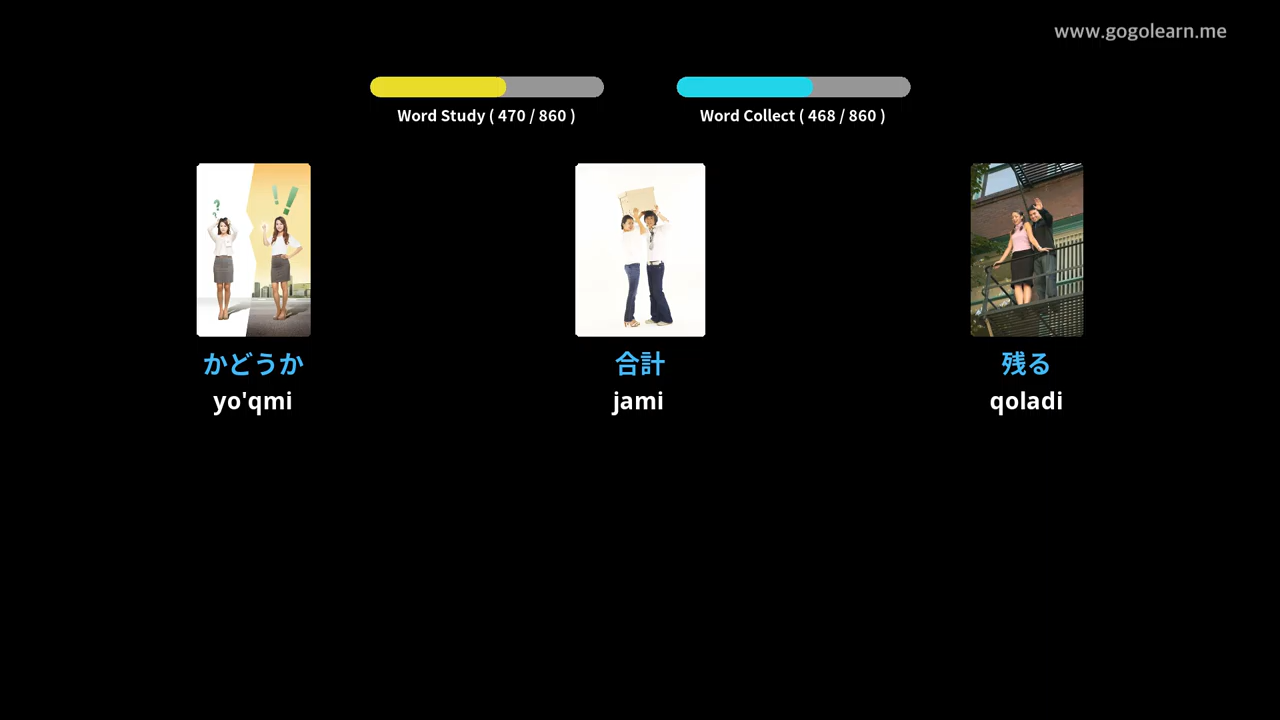 www.gogolearn.me
Word Study ( 470 / 860 )
Word Collect ( 468 / 860 )
かどうか
yo'qmi
合計
jami
残る
qoladi